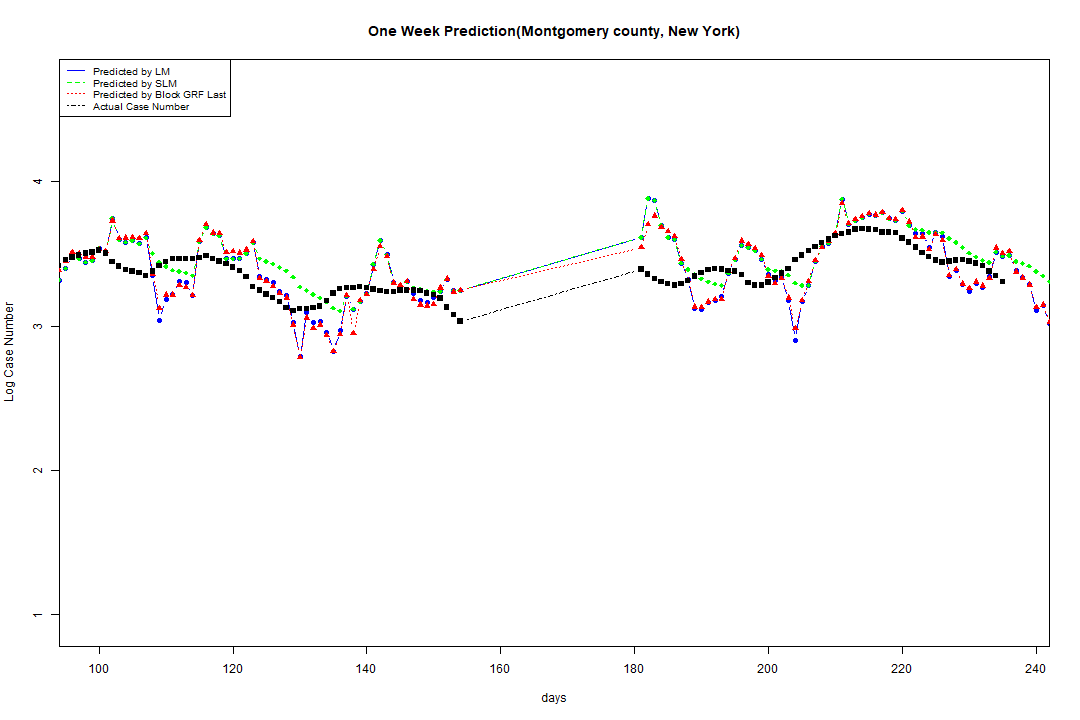 One Week Prediction(Montgomery county, New York)
Predicted by LM
Predicted by SLM
Predicted by Block GRF Last
Actual Case Number
4
3
2
1
Log Case Number
100 120 140 160 180 200 220 240
days